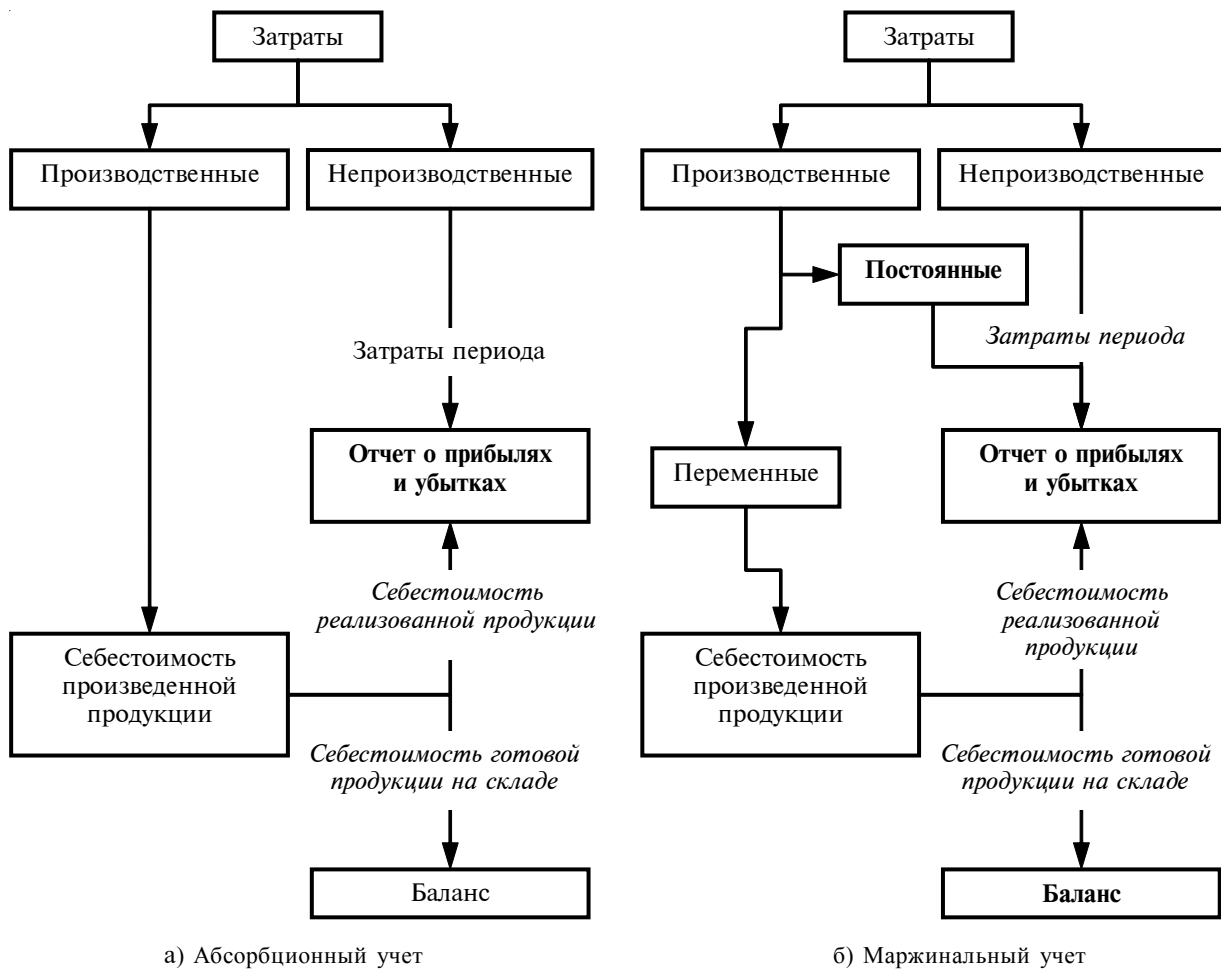 Затраты
Производственные
Непроизводственные
Затраты периода
Отчет о прибылях
и убытках
Себестоимость
реализованной продукции
Себестоимость
произведенной
продукции
Себестоимость готовой
продукции на складе
Баланс
а) Абсорбционный учет
Затраты
Производственные
Непроизводственные
Постоянные
Затраты периода
Отчет о прибылях
и убытках
Переменные
Себестоимость
реализованной
продукции
Себестоимость
произведенной
продукции
Себестоимость готовой
продукции на складе
Баланс
б) Маржинальный учет